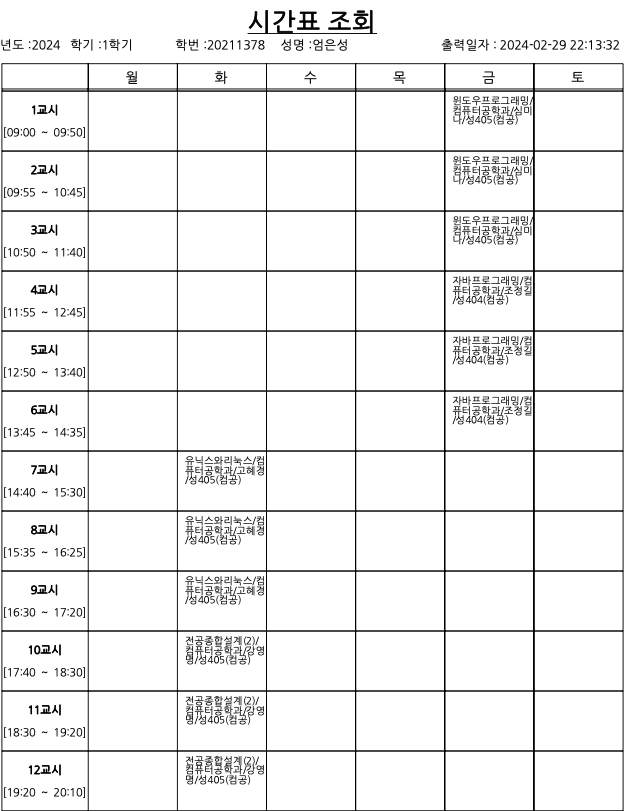 시간표 조회
년도 :2024 학기 :1학기 학번 :20211378 성명 :엄은성 출력일자 : 2024-02-29 22:13:32
월 화 수 목 금 토
1교시
[09:00 ~ 09:50]
윈도우프로그래밍/
컴퓨터공학과/심미
나/성405(컴공)
2교시
[09:55 ~ 10:45]
윈도우프로그래밍/
컴퓨터공학과/심미
나/성405(컴공)
3교시
[10:50 ~ 11:40]
윈도우프로그래밍/
컴퓨터공학과/심미
나/성405(컴공)
4교시
[11:55 ~ 12:45]
자바프로그래밍/컴
퓨터공학과/조정길
/성404(컴공)
5교시
[12:50 ~ 13:40]
자바프로그래밍/컴
퓨터공학과/조정길
/성404(컴공)
6교시
[13:45 ~ 14:35]
자바프로그래밍/컴
퓨터공학과/조정길
/성404(컴공)
7교시
[14:40 ~ 15:30]
유닉스와리눅스/컴
퓨터공학과/고혜경
/성405(컴공)
8교시
[15:35 ~ 16:25]
유닉스와리눅스/컴
퓨터공학과/고혜경
/성405(컴공)
9교시
[16:30 ~ 17:20]
유닉스와리눅스/컴
퓨터공학과/고혜경
/성405(컴공)
10교시
[17:40 ~ 18:30]
전공종합설계(2)/
컴퓨터공학과/강영
명/성405(컴공)
11교시
[18:30 ~ 19:20]
전공종합설계(2)/
컴퓨터공학과/강영
명/성405(컴공)
12교시
[19:20 ~ 20:10]
전공종합설계(2)/
컴퓨터공학과/강영
명/성405(컴공)